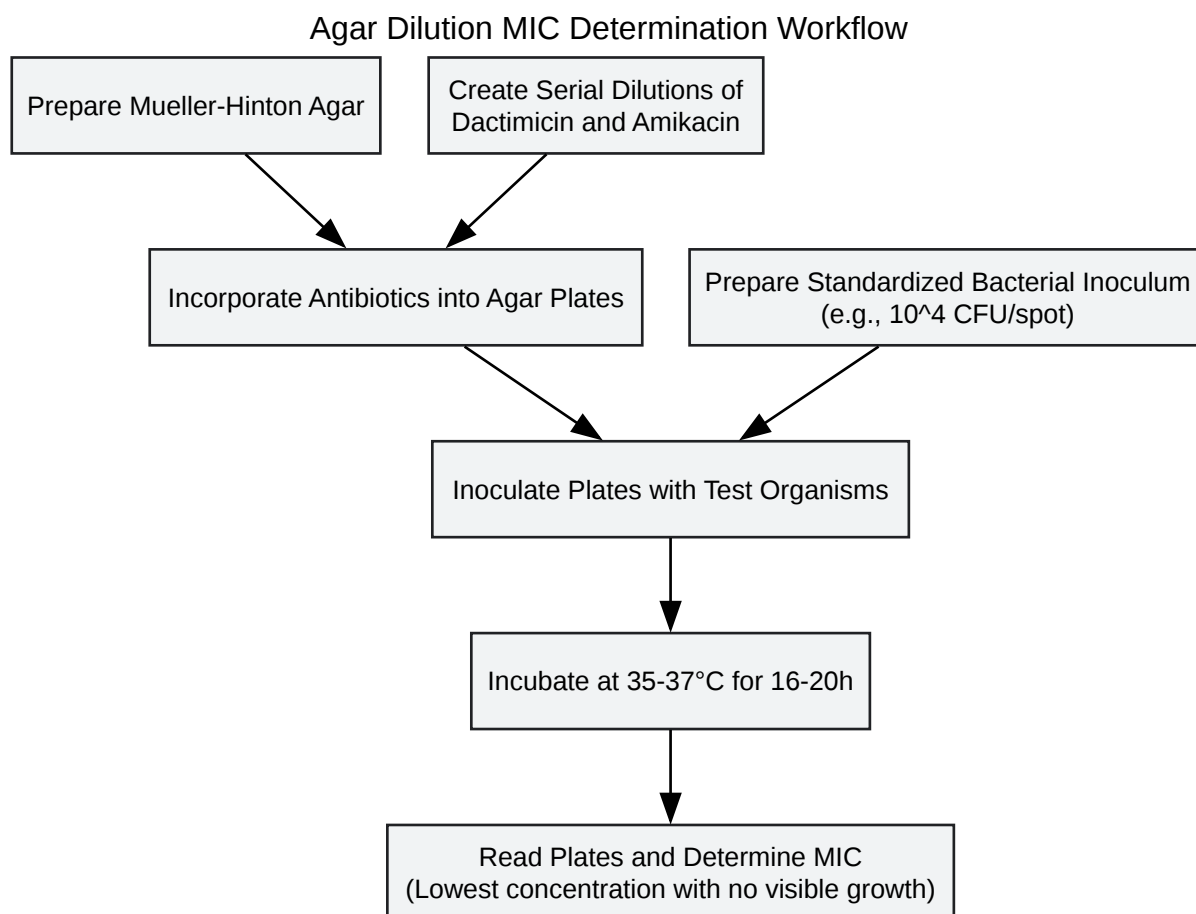 Agar Dilution MIC Determination Workflow
Prepare Mueller-Hinton Agar
Create Serial Dilutions of
Dactimicin and Amikacin
Incorporate Antibiotics into Agar Plates
Prepare Standardized Bacterial Inoculum
(e.g., 10^4 CFU/spot)
Inoculate Plates with Test Organisms
Incubate at 35-37°C for 16-20h
Read Plates and Determine MIC
(Lowest concentration with no visible growth)